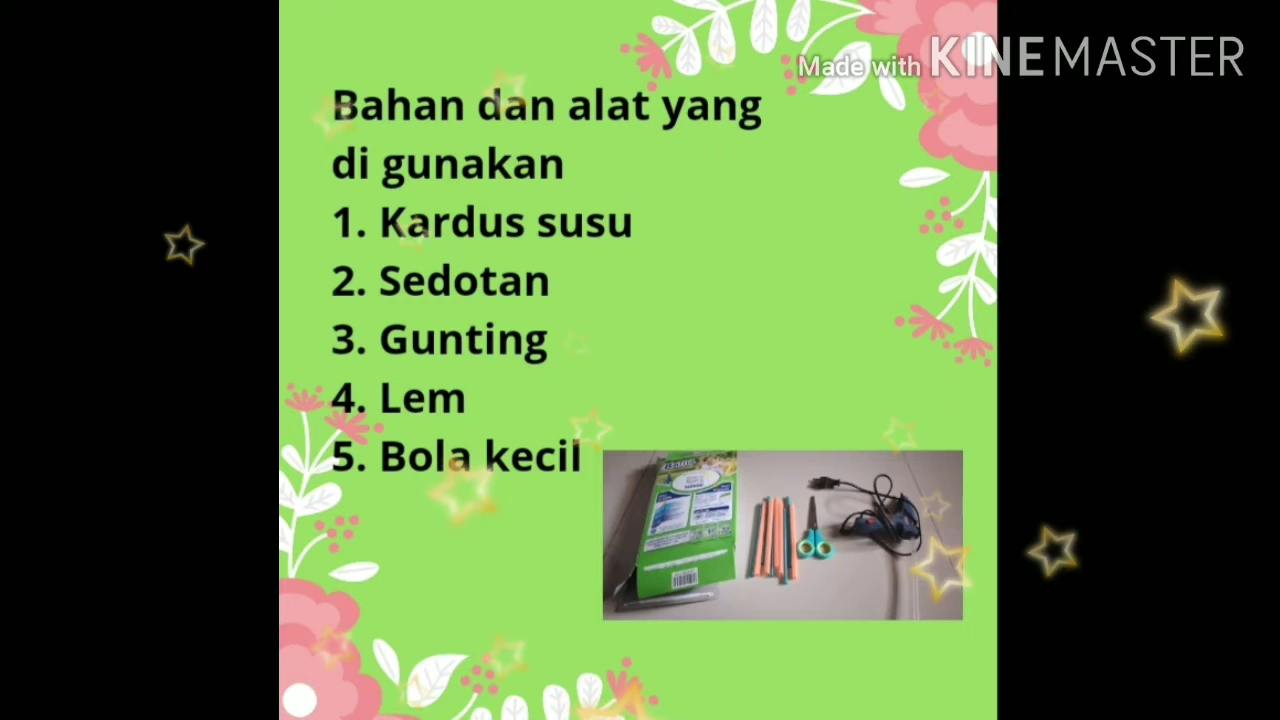 Made with KINEMASTER
Bahan dan alat yang
di gunakan
1. Kardus susu
2. Sedotan
3. Gunting
4. Lem
5. Bola kecil